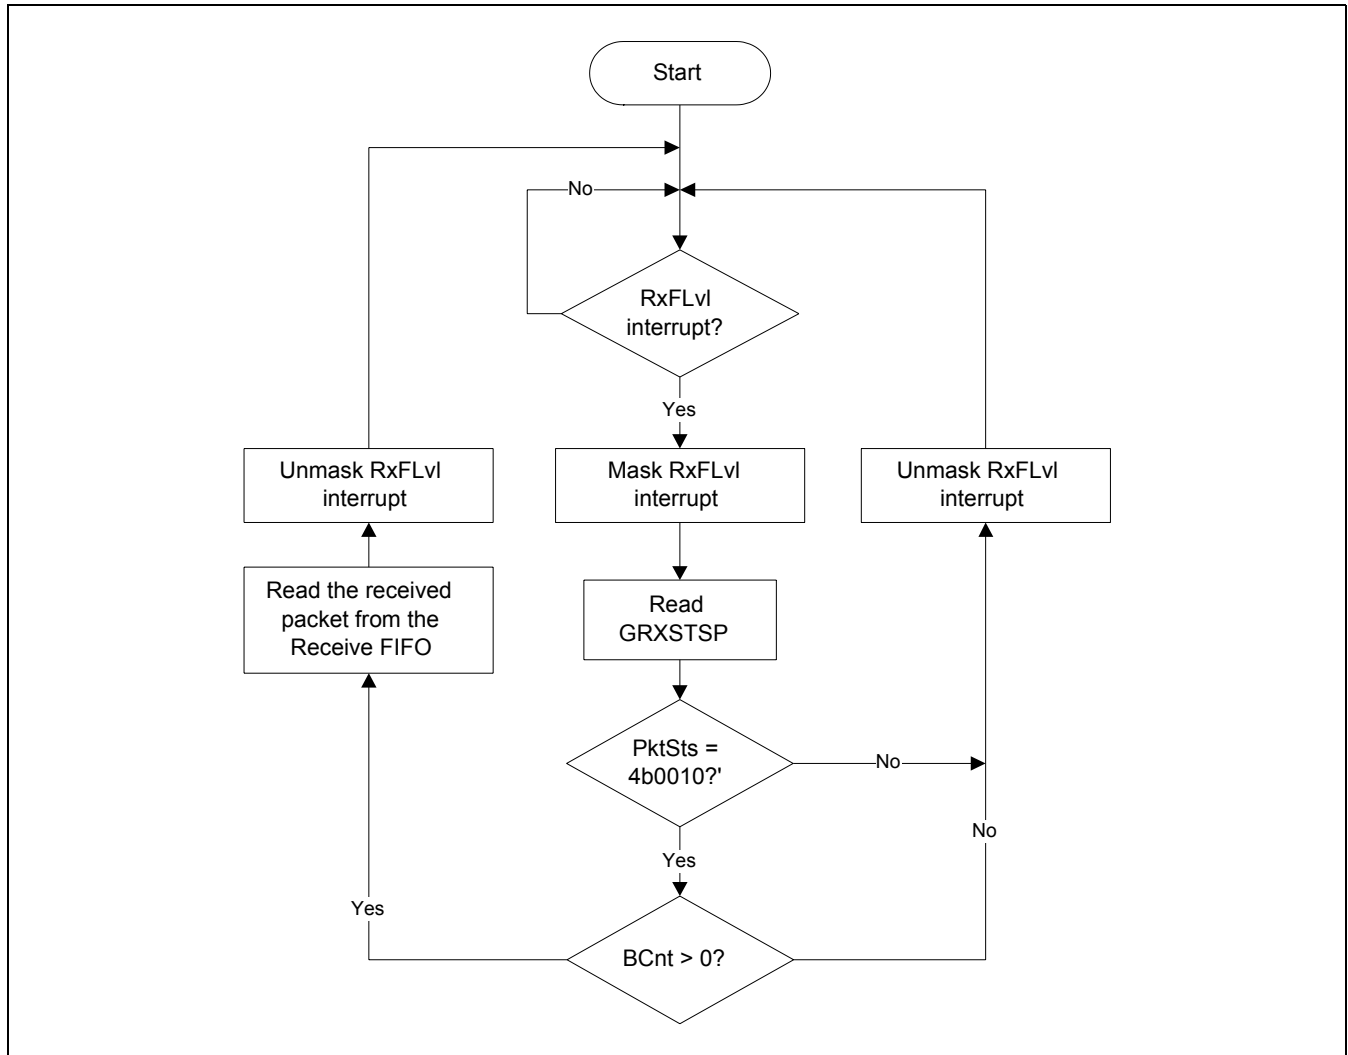 Start
No
RxFLvl
interrupt?
Yes
Unmask RxFLvl
interrupt
Mask RxFLvl
interrupt
Unmask RxFLvl
interrupt
Read the received
packet from the
Receive FIFO
Read
GRXSTSP
PktSts =
4b0010?'
No
No
Yes
Yes
BCnt > 0?